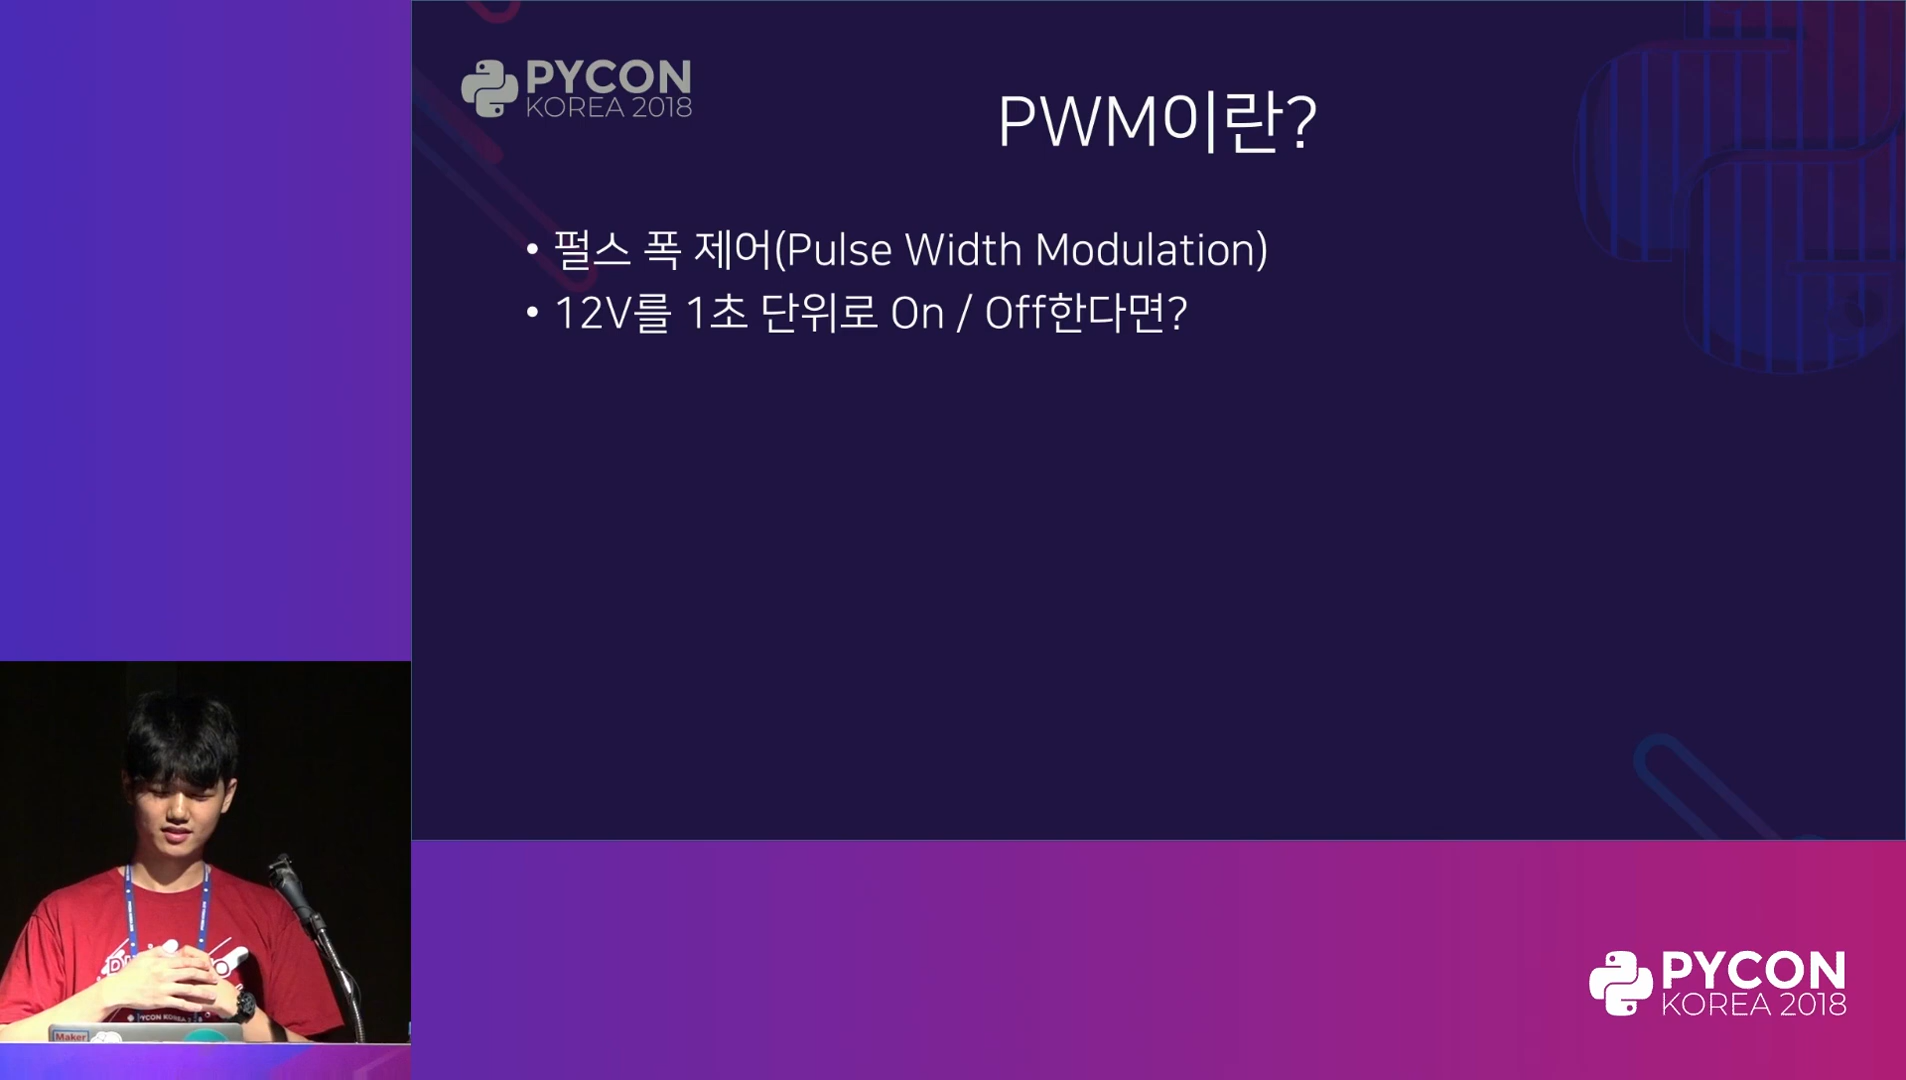 PYCON
KOREA 2018
PWM이란?
• 펄스 폭 제어(Pulse Width Modulation)
• 12V를 1초 단위로 On / Off한다면?
Maker
PYCON
KOREA 2018